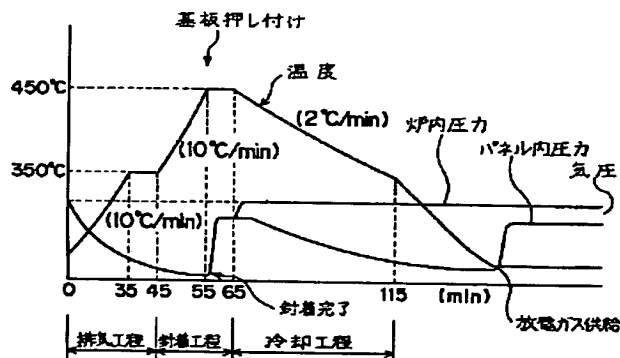 基板押し付け
450℃
温度
(2℃/min)
炉内圧力
パネル内圧力
気圧
(10℃/min)
350℃
(10℃/min)
0
35
45
55
65
115
(min)
封着完了
放電ガス供給
排気工程
封着工程
冷却工程